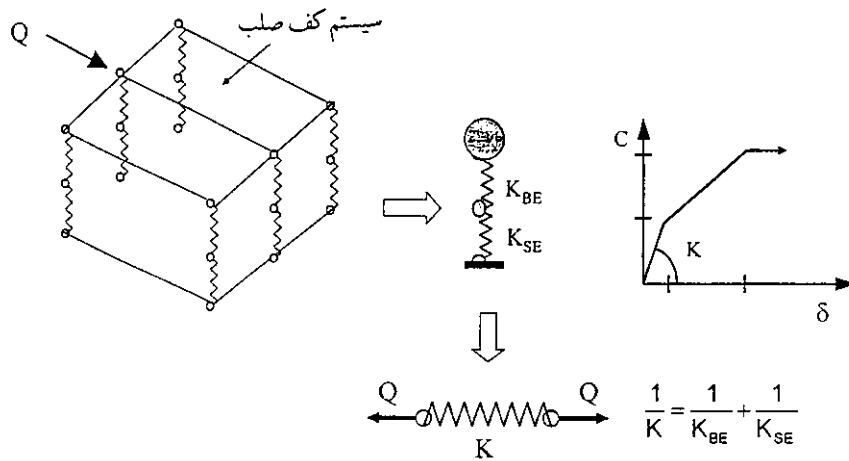 سیستم کف صلب
Q
K_BE
K_SE
C
K
δ
Q Q
K
1/K = 1/K_BE + 1/K_SE